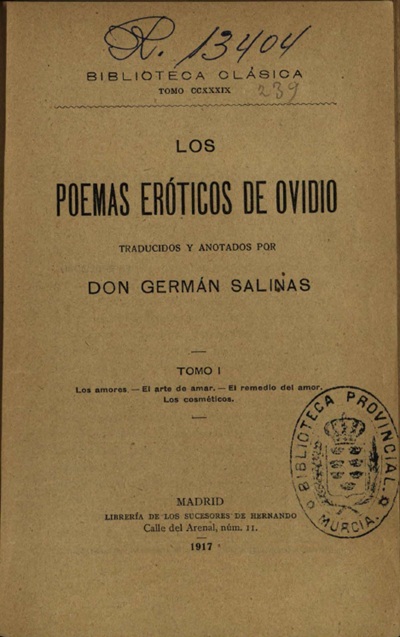 R. 13404
BIBLIOTECA CLÁSICA
TOMO CCXXXIX
239
LOS
POEMAS ERÓTICOS DE OVIDIO
TRADUCIDOS Y ANOTADOS POR
DON GERMÁN SALINAS
TOMO I
Los amores. — El arte de amar. — El remedio del amor.
Los cosméticos.
BIBLIOTECA PROVINCIAL.
MURCIA.
MADRID
LIBRERÍA DE LOS SUCESORES DE HERNANDO
Calle del Arenal, núm. 11.
1917